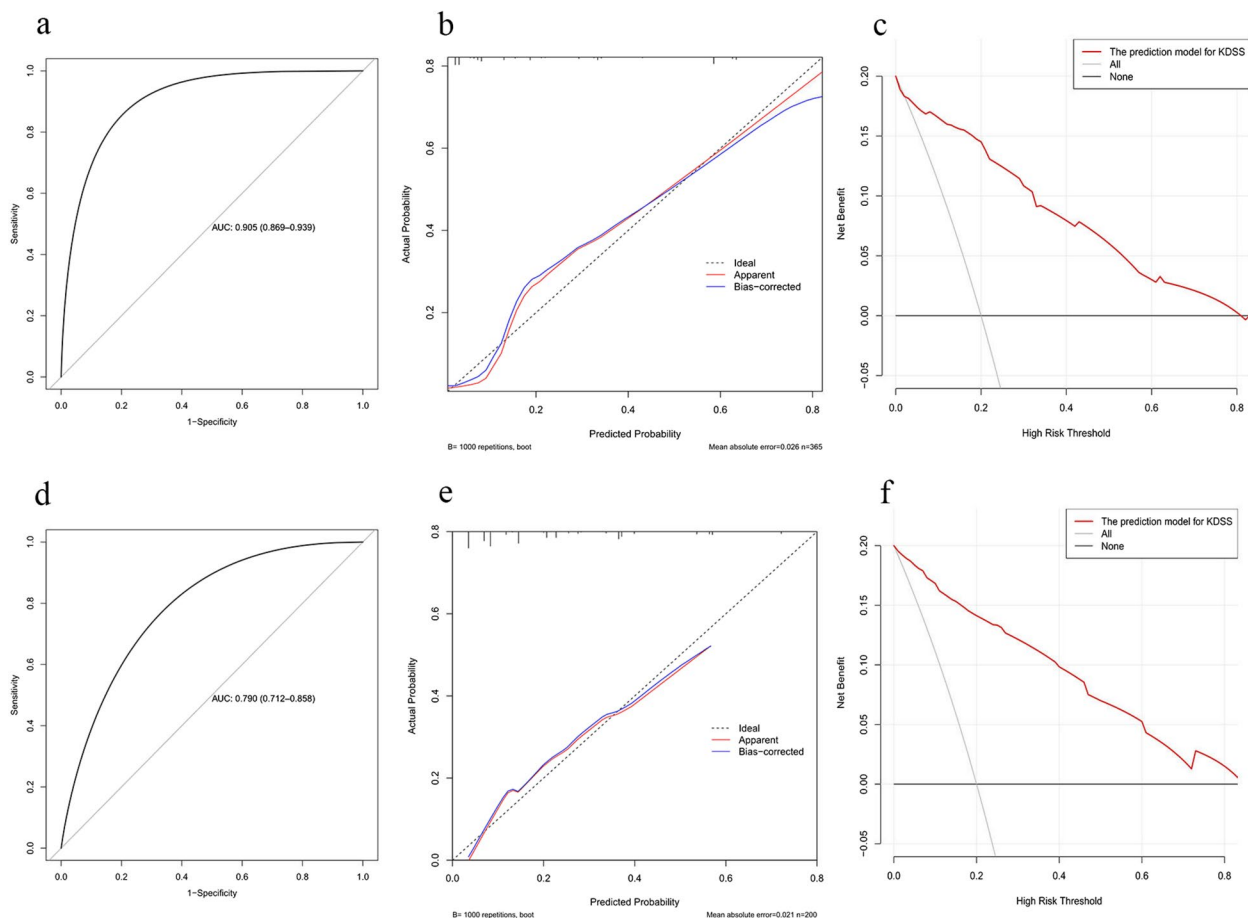 a
1.0
0.8
0.6
0.4
0.2
0.0
Sensitivity
AUC: 0.905 (0.869−0.939)
0.0 0.2 0.4 0.6 0.8 1.0
1-Specificity
b
0.8
0.6
0.4
0.2
Actual Probability
Ideal
Apparent
Bias−corrected
0.2 0.4 0.6 0.8
Predicted Probability
B= 1000 repetitions, boot
Mean absolute error=0.026 n=365
c
The prediction model for KDSS
All
None
0.20
0.15
0.10
0.05
0.00
−0.05
Net Benefit
0.0 0.2 0.4 0.6 0.8
High Risk Threshold
d
1.0
0.8
0.6
0.4
0.2
0.0
Sensitivity
AUC: 0.790 (0.712−0.858)
0.0 0.2 0.4 0.6 0.8 1.0
1-Specificity
e
0.8
0.6
0.4
0.2
0.0
Actual Probability
Ideal
Apparent
Bias−corrected
0.0 0.2 0.4 0.6 0.8
Predicted Probability
B= 1000 repetitions, boot
Mean absolute error=0.021 n=200
f
The prediction model for KDSS
All
None
0.20
0.15
0.10
0.05
0.00
−0.05
Net Benefit
0.0 0.2 0.4 0.6 0.8
High Risk Threshold